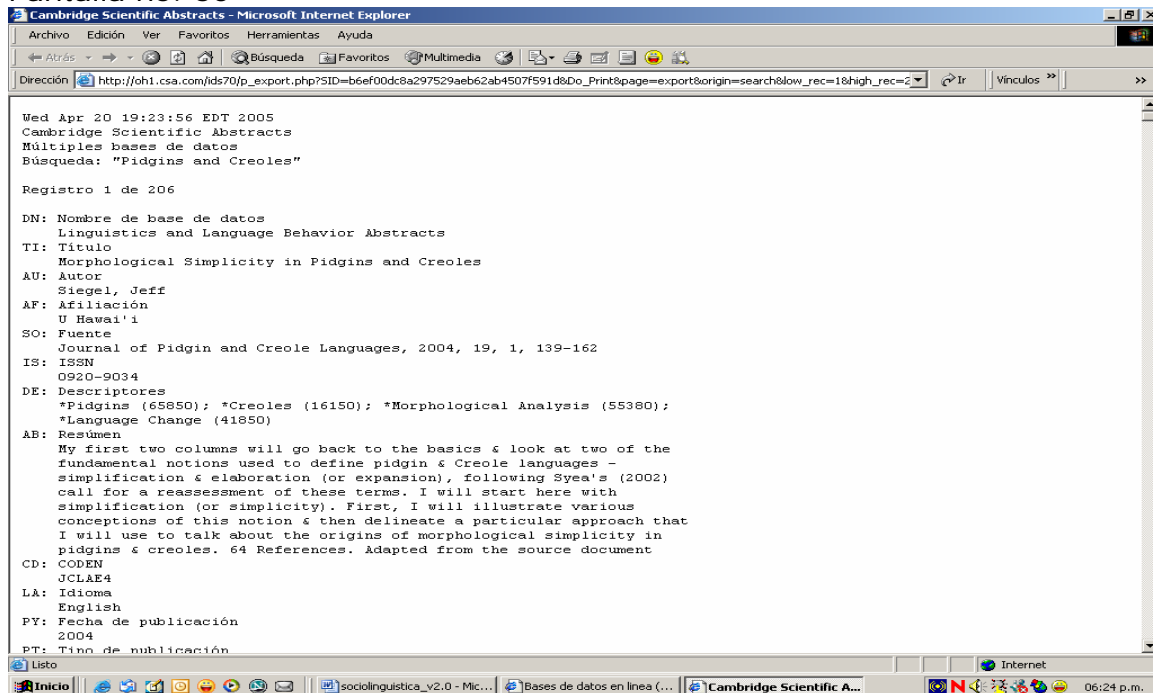 Cambridge Scientific Abstracts - Microsoft Internet Explorer
Archivo Edición Ver Favoritos Herramientas Ayuda
Atrás Búsqueda Favoritos Multimedia
Dirección http://oh1.csa.com/ids70/p_export.php?SID=b6ef00dc8a297529aeb62ab4507f591d&Do_Print&page=export&origin=search&low_rec=1&high_rec=2 Ir Vínculos »
Wed Apr 20 19:23:56 EDT 2005
Cambridge Scientific Abstracts
Múltiples bases de datos
Búsqueda: "Pidgins and Creoles"
Registro 1 de 206
DN: Nombre de base de datos
Linguistics and Language Behavior Abstracts
TI: Título
Morphological Simplicity in Pidgins and Creoles
AU: Autor
Siegel, Jeff
AF: Afiliación
U Hawai'i
SO: Fuente
Journal of Pidgin and Creole Languages, 2004, 19, 1, 139-162
IS: ISSN
0920-9034
DE: Descriptores
*Pidgins (65850); *Creoles (16150); *Morphological Analysis (55380);
*Language Change (41850)
AB: Resúmen
My first two columns will go back to the basics & look at two of the
fundamental notions used to define pidgin & Creole languages -
simplification & elaboration (or expansion), following Syea's (2002)
call for a reassessment of these terms. I will start here with
simplification (or simplicity). First, I will illustrate various
conceptions of this notion & then delineate a particular approach that
I will use to talk about the origins of morphological simplicity in
pidgins & creoles. 64 References. Adapted from the source document
CD: CODEN
JCLAE4
LA: Idioma
English
PY: Fecha de publicación
2004
PT: Tipo de publicación
Listo Internet
Inicio sociolinguistica_v2.0 - Mic... Bases de datos en linea (... Cambridge Scientific A... 06:24 p.m.